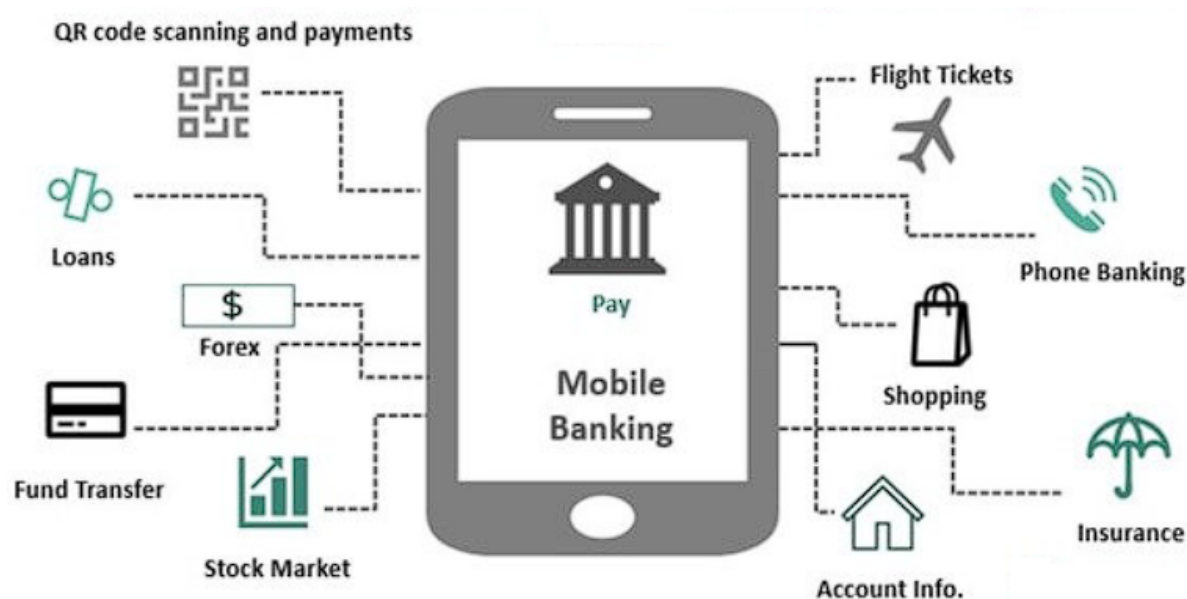 QR code scanning and payments
Flight Tickets
Loans
Phone Banking
$
Forex
Pay
Mobile
Banking
Shopping
Fund Transfer
Insurance
Stock Market
Account Info.